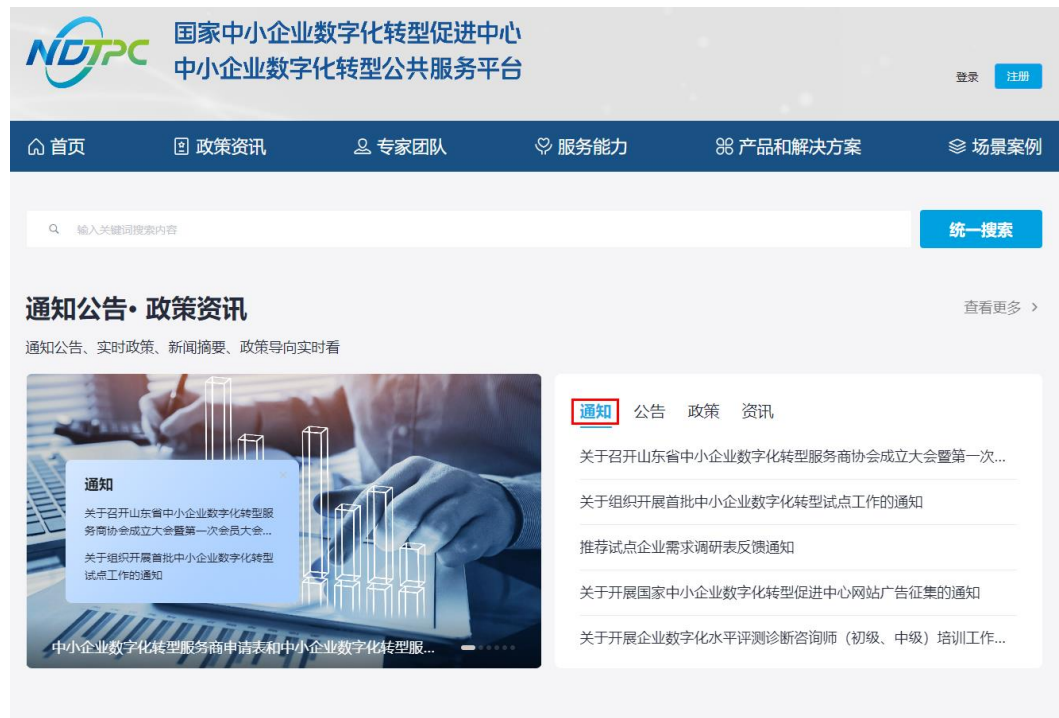 NDTPC
国家中小企业数字化转型促进中心
中小企业数字化转型公共服务平台
登录
注册
首页
政策资讯
专家团队
服务能力
产品和解决方案
场景案例
输入关键词搜索内容
统一搜索
通知公告• 政策资讯
查看更多 >
通知公告、实时政策、新闻摘要、政策导向实时看
通知
关于召开山东省中小企业数字化转型服
务商协会成立大会暨第一次会员大会...
关于组织开展首批中小企业数字化转型
试点工作的通知
中小企业数字化转型服务商申请表和中小企业数字化转型服...
通知 公告 政策 资讯
关于召开山东省中小企业数字化转型服务商协会成立大会暨第一次...
关于组织开展首批中小企业数字化转型试点工作的通知
推荐试点企业需求调研表反馈通知
关于开展国家中小企业数字化转型促进中心网站广告征集的通知
关于开展企业数字化水平评测诊断咨询师（初级、中级）培训工作...